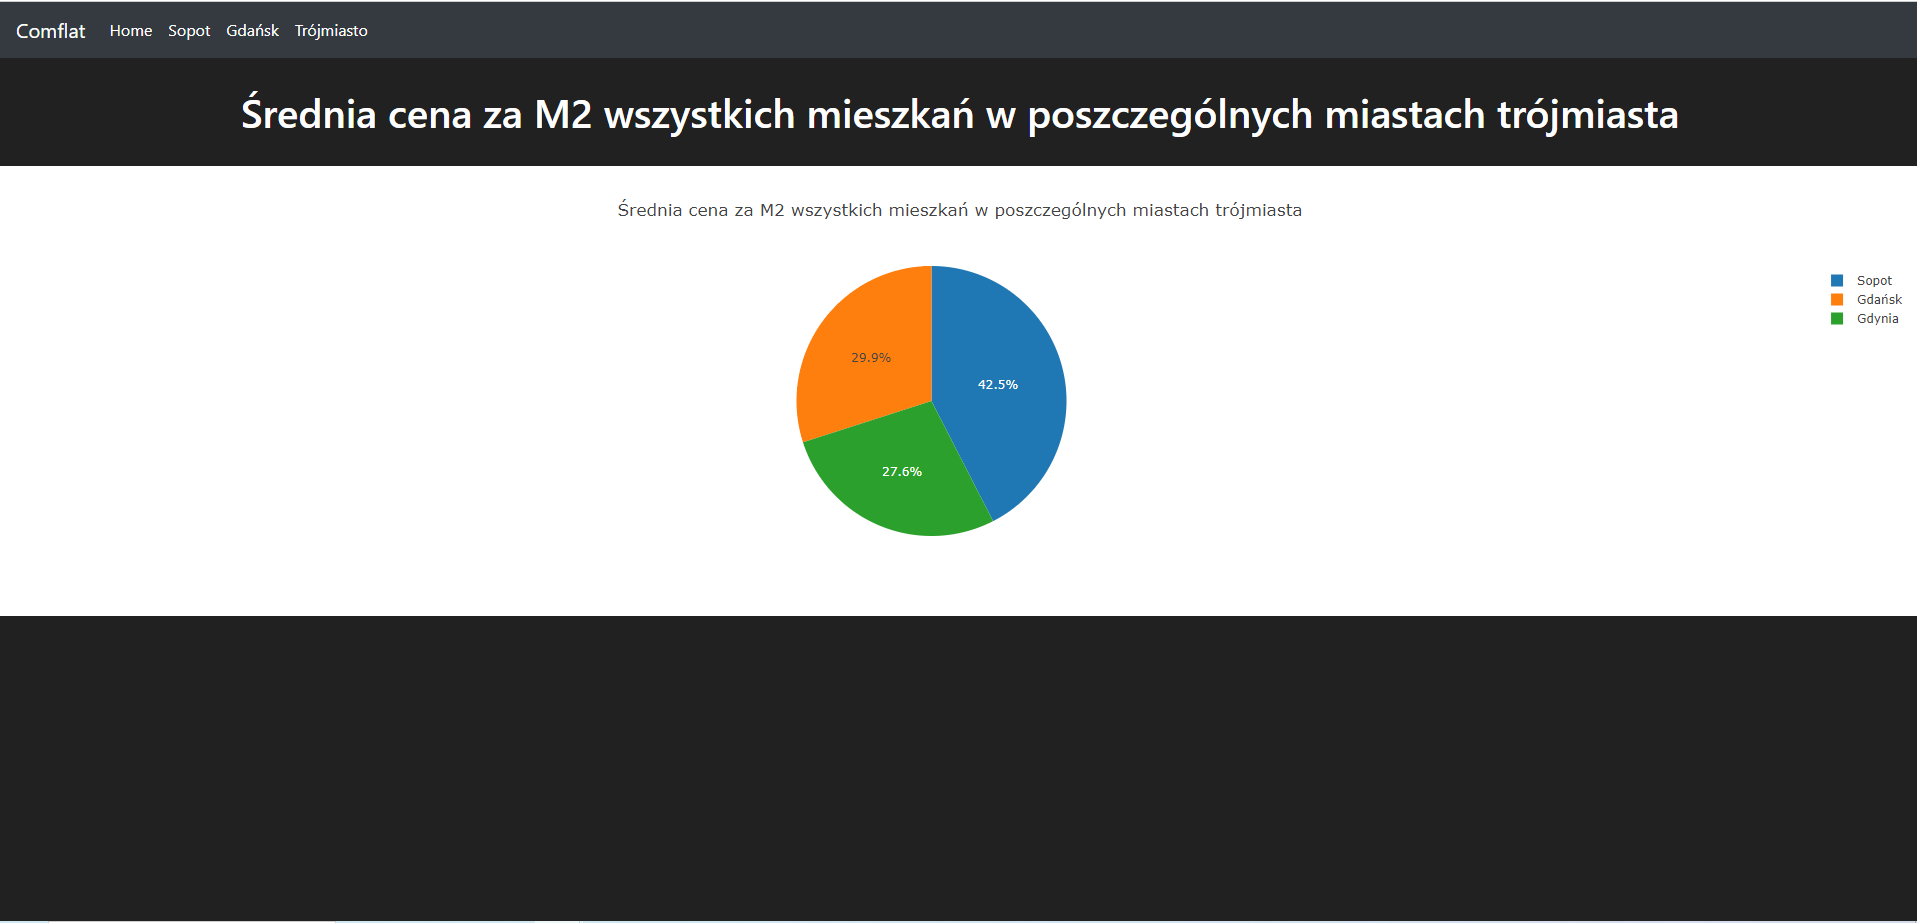 Comflat Home Sopot Gdańsk Trójmiasto
Średnia cena za M2 wszystkich mieszkań w poszczególnych miastach trójmiasta
Średnia cena za M2 wszystkich mieszkań w poszczególnych miastach trójmiasta
Sopot
Gdańsk
Gdynia
29.9%
42.5%
27.6%